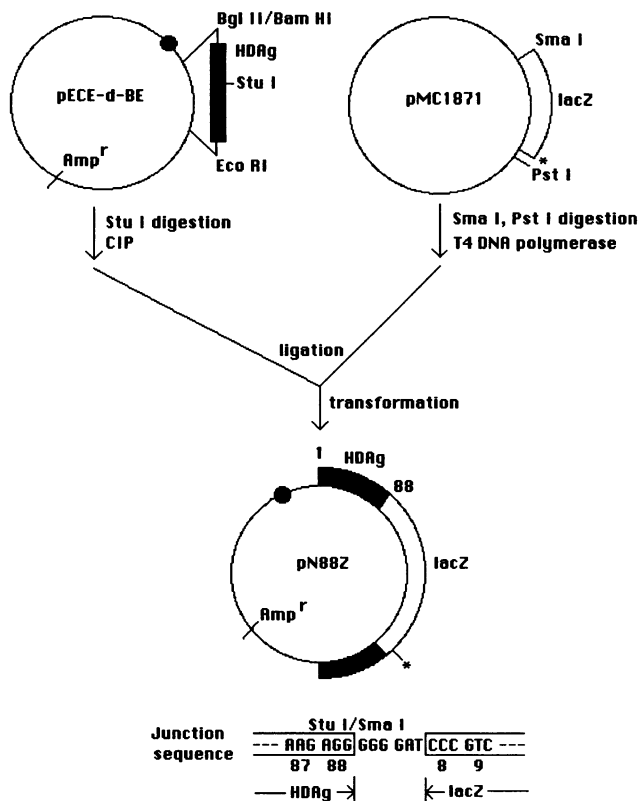 Bgl II/Bam HI
HDAg
Stu I
pECE-d-BE
Amp r
Eco RI
Sma I
pMC1871
lacZ
*
Pst I
Stu I digestion
CIP
Sma I, Pst I digestion
T4 DNA polymerase
ligation
transformation
1
HDAg
88
pN88Z
lacZ
Amp r
*
Stu I/Sma I
Junction sequence
--- AAG AGG GGG GAT CCC GTC ---
87 88 8 9
HDAg lacZ